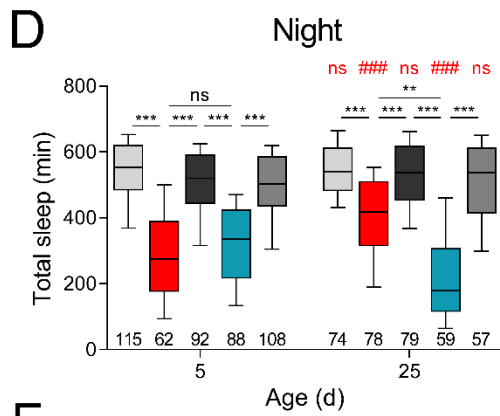 D
Night
ns ### ns ### ns
ns
**
*** *** *** ***
*** *** *** ***
800
600
400
200
0
Total sleep (min)
115 62 92 88 108
74 78 79 59 57
5
25
Age (d)